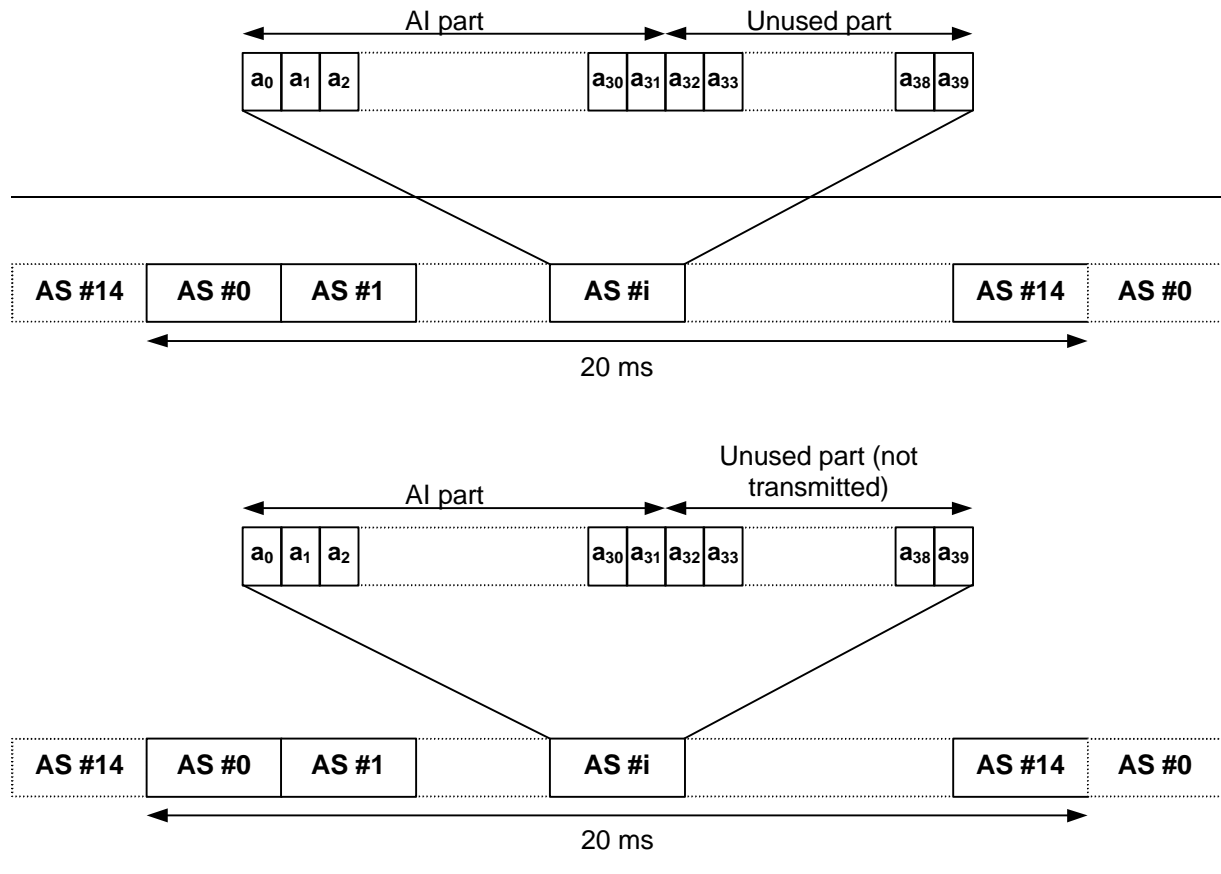 AI part Unused part
a0 a1 a2 a30 a31 a32 a33 a38 a39
AS #14 AS #0 AS #1 AS #i AS #14 AS #0
20 ms
Unused part (not
transmitted)
AI part
a0 a1 a2 a30 a31 a32 a33 a38 a39
AS #14 AS #0 AS #1 AS #i AS #14 AS #0
20 ms